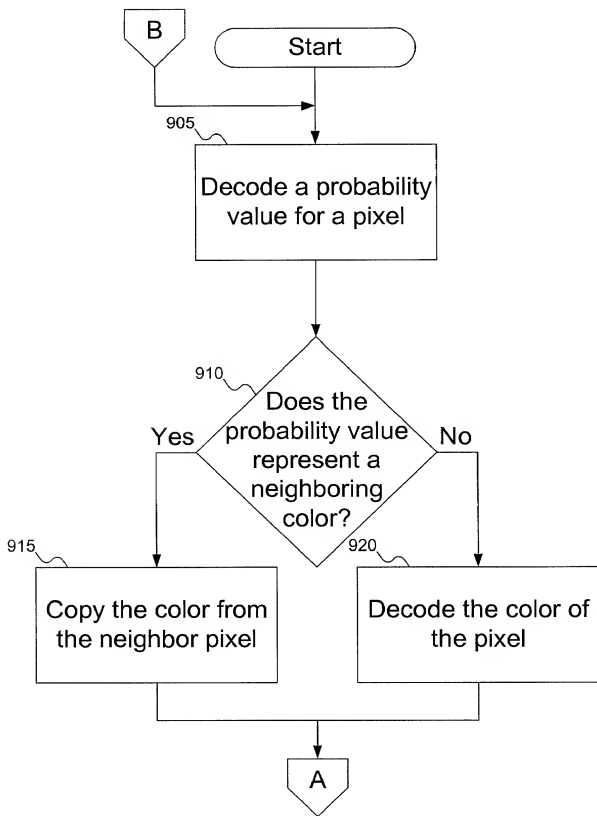 B
Start
905
Decode a probability
value for a pixel
910
Does the
probability value
represent a
neighboring
color?
Yes
No
915
Copy the color from
the neighbor pixel
920
Decode the color of
the pixel
A